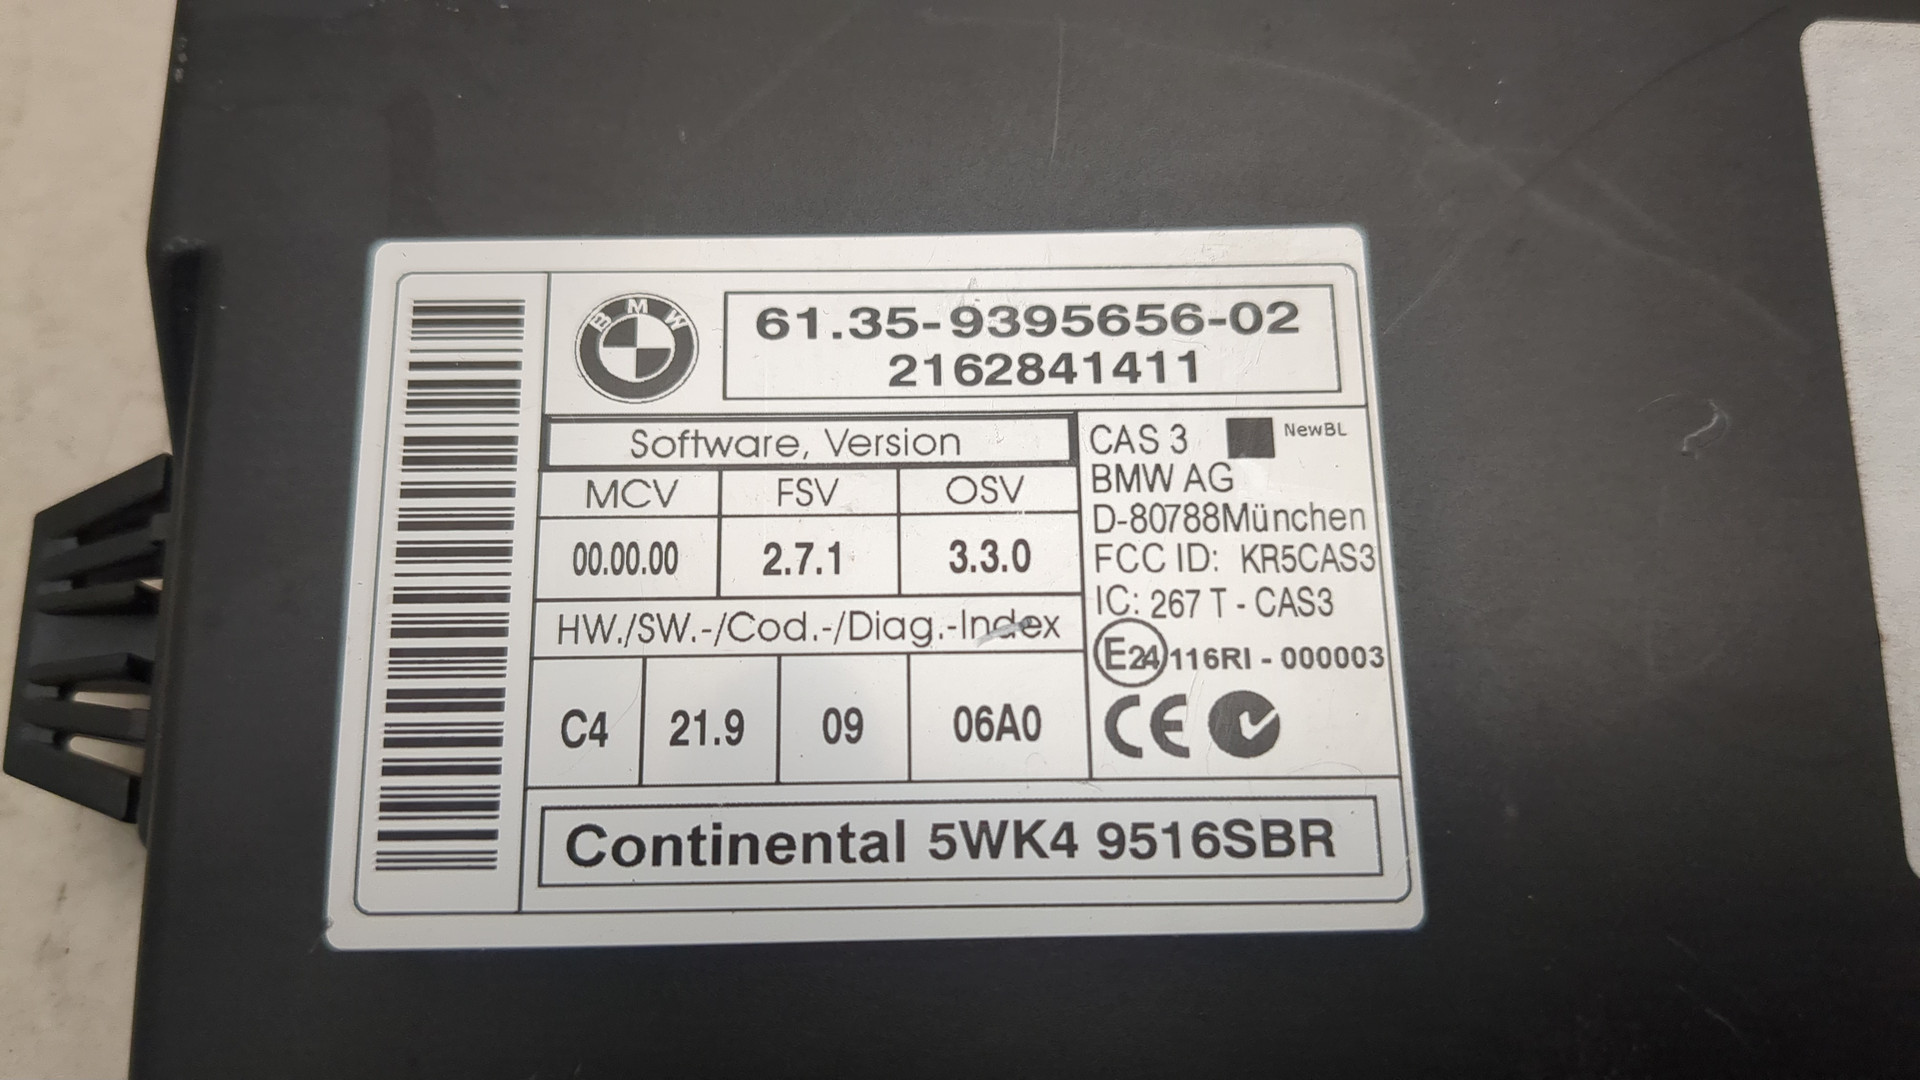 BMW
61.35-9395656-02
2162841411
Software, Version
MCV FSV OSV
00.00.00 2.7.1 3.3.0
HW./SW.-/Cod.-/Diag.-Index
C4 21.9 09 06A0
CAS 3 NewBL
BMW AG
D-80788München
FCC ID: KR5CAS3
IC: 267 T - CAS3
E24 116RI - 000003
CE
Continental 5WK4 9516SBR